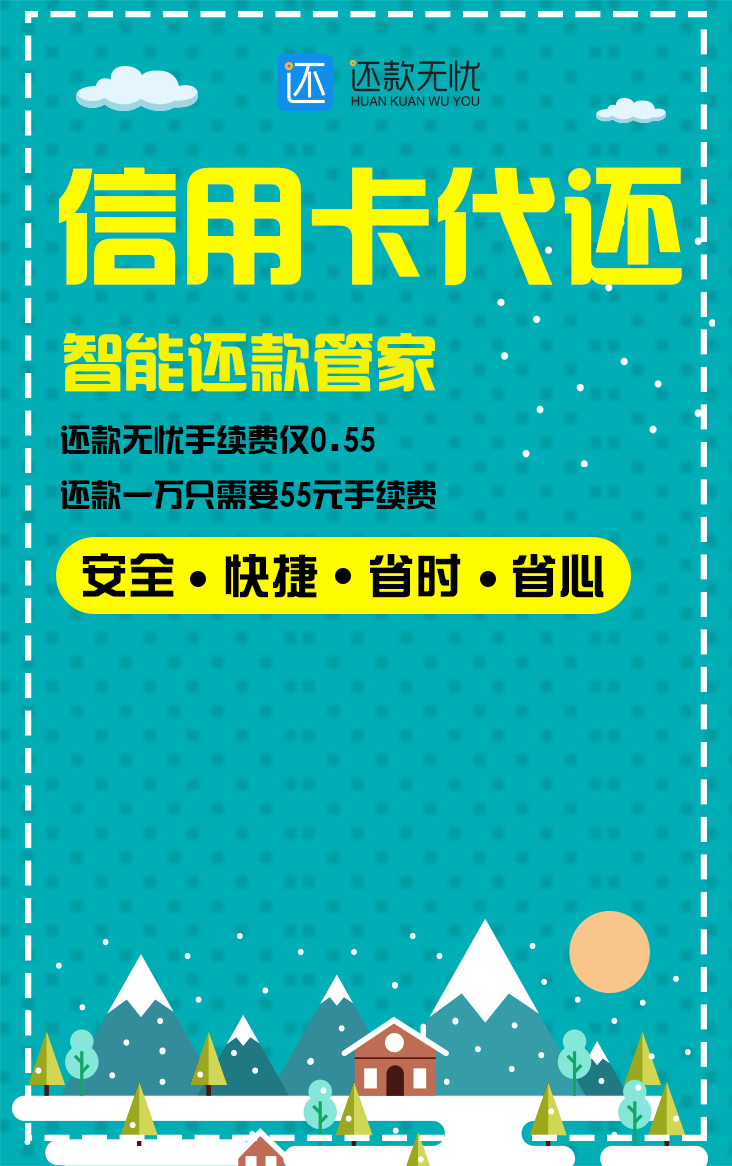 还 还款无忧
HUAN KUAN WU YOU
信用卡代还
智能还款管家
还款无忧手续费仅0.55
还款一万只需要55元手续费
安全·快捷·省时·省心